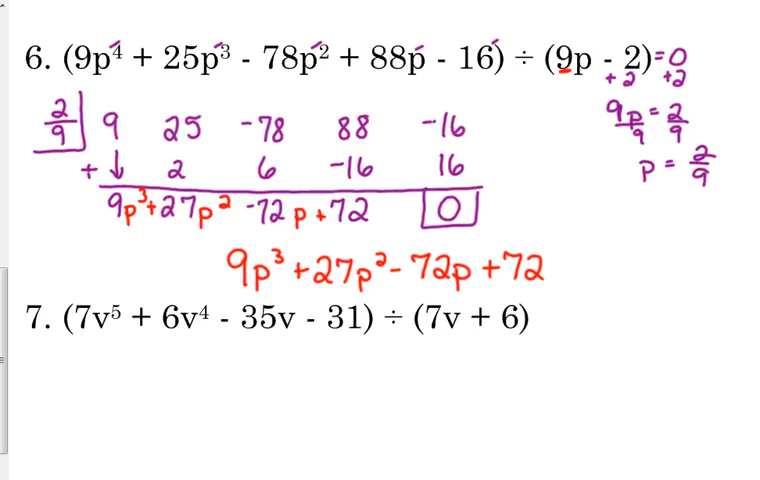 6. (9p⁴ + 25p³ - 78p² + 88p - 16) ÷ (9p - 2) = 0
+2 +2
2/9 9 25 -78 88 -16
9p/9 = 2/9
+ ↓ 2 6 -16 16
p = 2/9
9p³ + 27p² - 72p + 72 0
9p³ + 27p² - 72p + 72
7. (7v⁵ + 6v⁴ - 35v - 31) ÷ (7v + 6)